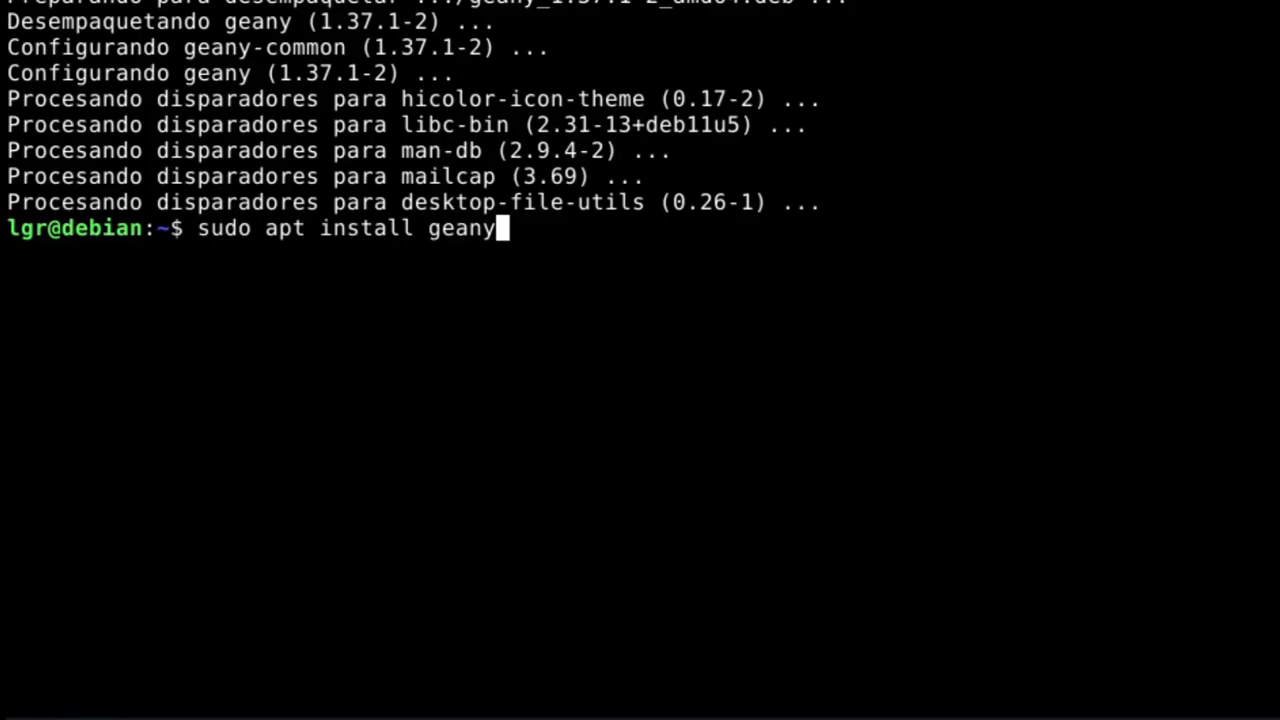 Preparando para desempaquetar .../geany_1.37.1-2_amd64.deb ...
Desempaquetando geany (1.37.1-2) ...
Configurando geany-common (1.37.1-2) ...
Configurando geany (1.37.1-2) ...
Procesando disparadores para hicolor-icon-theme (0.17-2) ...
Procesando disparadores para libc-bin (2.31-13+deb11u5) ...
Procesando disparadores para man-db (2.9.4-2) ...
Procesando disparadores para mailcap (3.69) ...
Procesando disparadores para desktop-file-utils (0.26-1) ...
lgr@debian:~$ sudo apt install geany